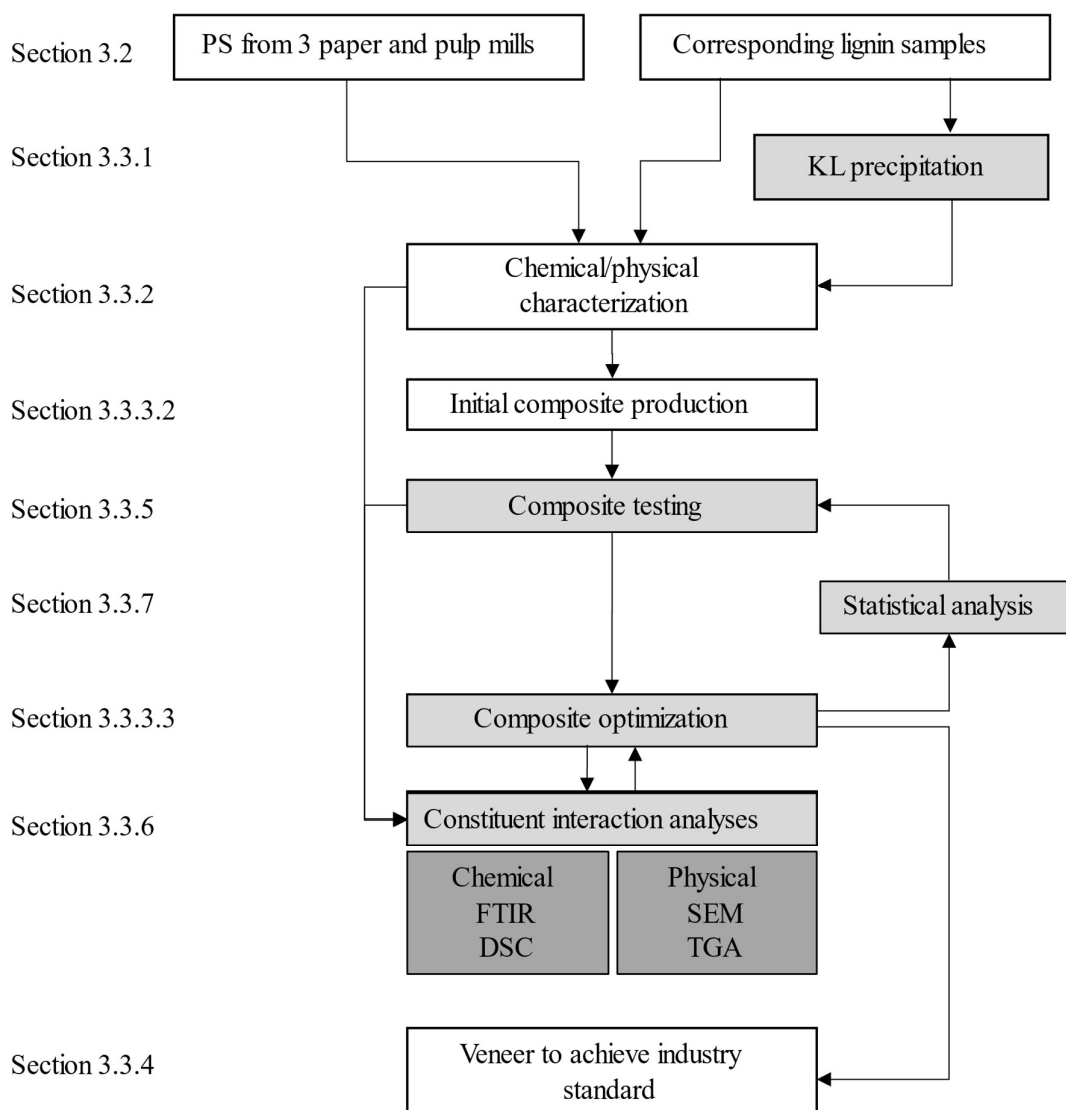 Section 3.2
PS from 3 paper and pulp mills
Corresponding lignin samples
Section 3.3.1
KL precipitation
Section 3.3.2
Chemical/physical
characterization
Section 3.3.3.2
Initial composite production
Section 3.3.5
Composite testing
Section 3.3.7
Statistical analysis
Section 3.3.3.3
Composite optimization
Section 3.3.6
Constituent interaction analyses
Chemical
FTIR
DSC
Physical
SEM
TGA
Section 3.3.4
Veneer to achieve industry
standard